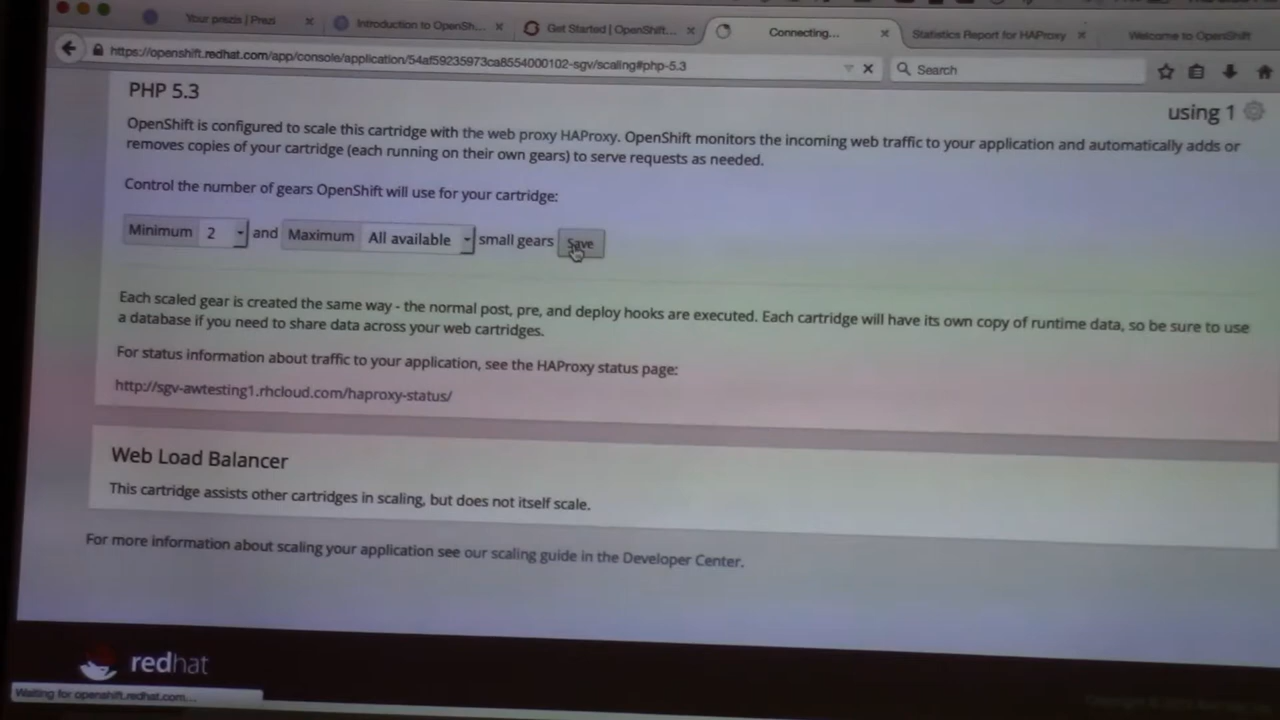 Your prezis | Prezi
Introduction to OpenSh...
Get Started | OpenShift...
Connecting...
Statistics Report for HAProxy
Welcome to OpenShift
https://openshift.redhat.com/app/console/application/54af59235973ca8554000102-sgv/scaling#php-5.3
Search
PHP 5.3
using 1
OpenShift is configured to scale this cartridge with the web proxy HAProxy. OpenShift monitors the incoming web traffic to your application and automatically adds or
removes copies of your cartridge (each running on their own gears) to serve requests as needed.
Control the number of gears OpenShift will use for your cartridge:
Minimum 2 and Maximum All available small gears Save
Each scaled gear is created the same way - the normal post, pre, and deploy hooks are executed. Each cartridge will have its own copy of runtime data, so be sure to use
a database if you need to share data across your web cartridges.
For status information about traffic to your application, see the HAProxy status page:
http://sgv-awtesting1.rhcloud.com/haproxy-status/
Web Load Balancer
This cartridge assists other cartridges in scaling, but does not itself scale.
For more information about scaling your application see our scaling guide in the Developer Center.
redhat
Waiting for openshift.redhat.com...